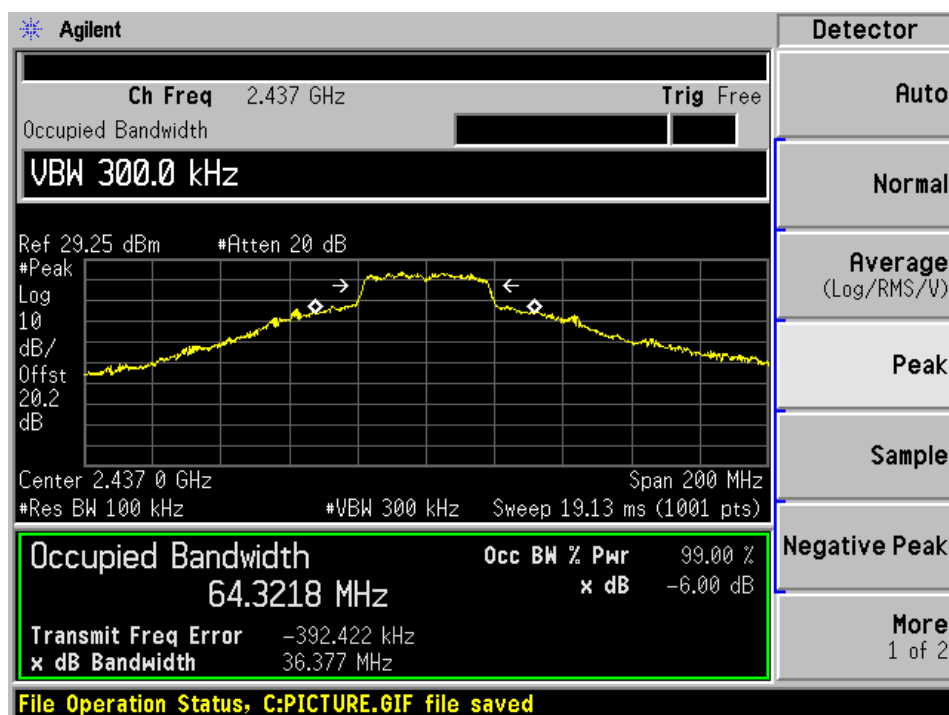 Agilent
Detector
Ch Freq 2.437 GHz Trig Free
Occupied Bandwidth
VBW 300.0 kHz
Ref 29.25 dBm #Atten 20 dB
#Peak
Log
10
dB/
Offst
20.2
dB
Center 2.437 0 GHz Span 200 MHz
#Res BW 100 kHz #VBW 300 kHz Sweep 19.13 ms (1001 pts)
Occupied Bandwidth
64.3218 MHz
Occ BW % Pwr 99.00 %
x dB -6.00 dB
Transmit Freq Error -392.422 kHz
x dB Bandwidth 36.377 MHz
File Operation Status, C:PICTURE.GIF file saved
Auto
Normal
Average
(Log/RMS/V)
Peak
Sample
Negative Peak
More
1 of 2